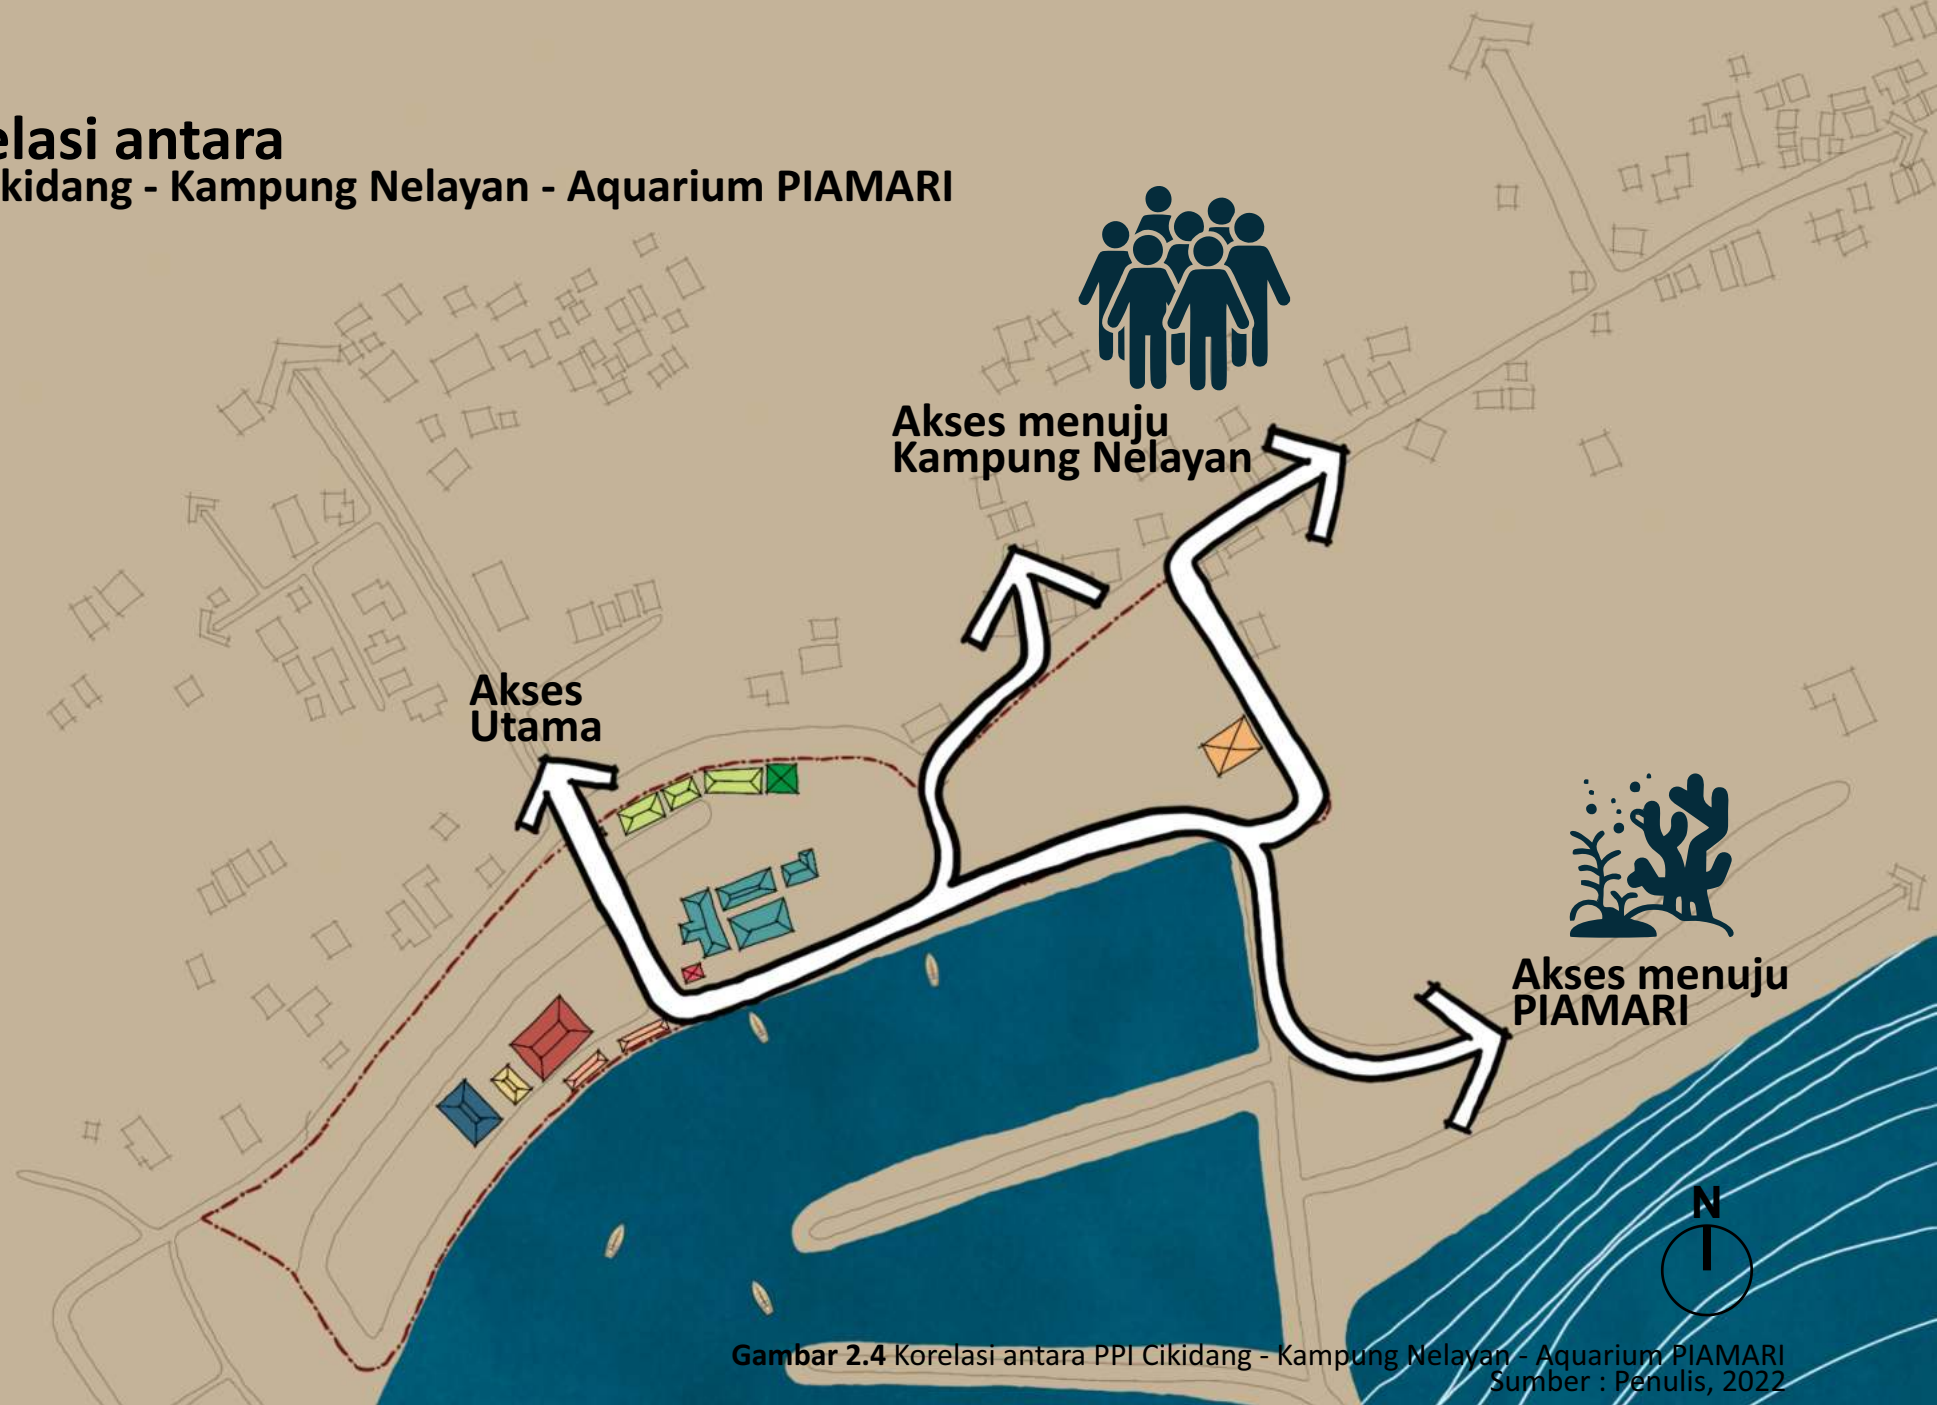 elasi antara
kidang - Kampung Nelayan - Aquarium PIAMARI
Akses menuju
Kampung Nelayan
Akses
Utama
Akses menuju
PIAMARI
N
Gambar 2.4 Korelasi antara PPI Cikidang - Kampung Nelayan - Aquarium PIAMARI
Sumber : Penulis, 2022